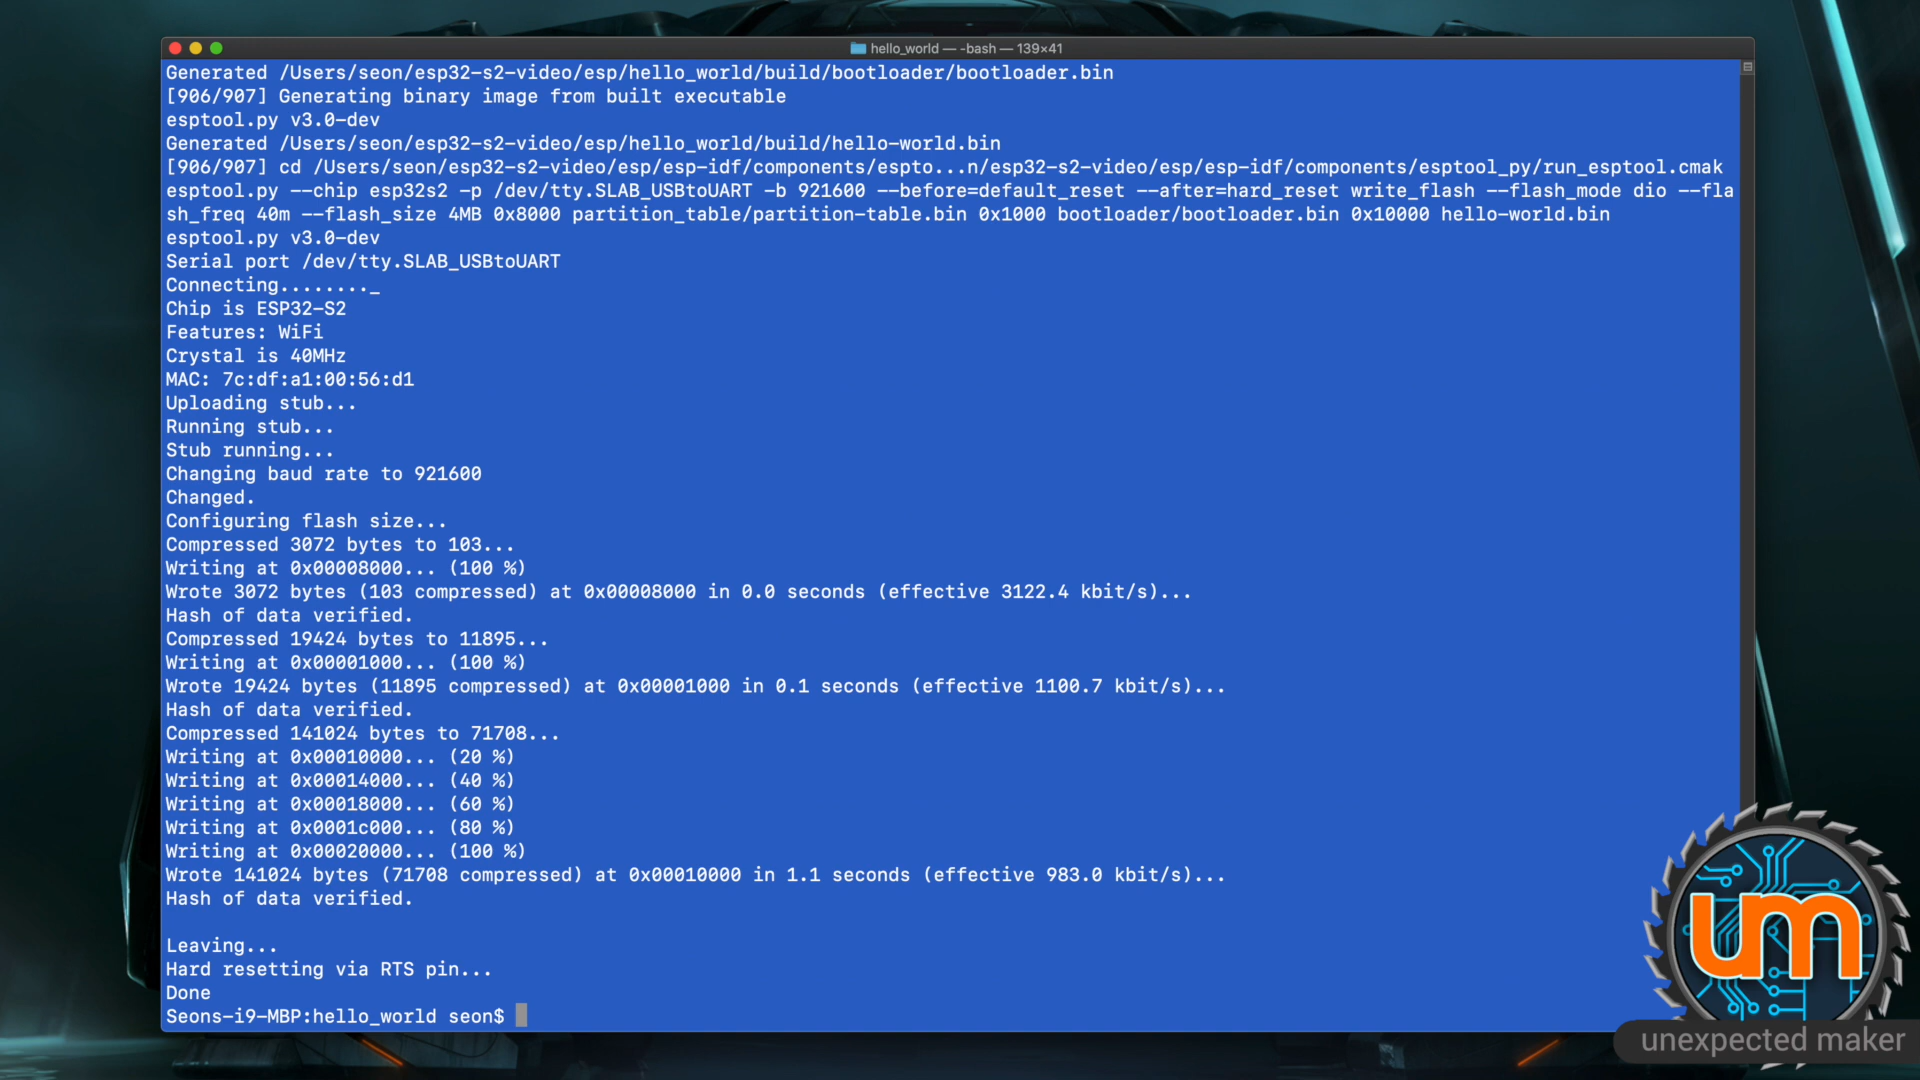 hello_world — -bash — 139×41
Generated /Users/seon/esp32-s2-video/esp/hello_world/build/bootloader/bootloader.bin
[906/907] Generating binary image from built executable
esptool.py v3.0-dev
Generated /Users/seon/esp32-s2-video/esp/hello_world/build/hello-world.bin
[906/907] cd /Users/seon/esp32-s2-video/esp/esp-idf/components/espto...n/esp32-s2-video/esp/esp-idf/components/esptool_py/run_esptool.cmak
esptool.py --chip esp32s2 -p /dev/tty.SLAB_USBtoUART -b 921600 --before=default_reset --after=hard_reset write_flash --flash_mode dio --fla
sh_freq 40m --flash_size 4MB 0x8000 partition_table/partition-table.bin 0x1000 bootloader/bootloader.bin 0x10000 hello-world.bin
esptool.py v3.0-dev
Serial port /dev/tty.SLAB_USBtoUART
Connecting........_
Chip is ESP32-S2
Features: WiFi
Crystal is 40MHz
MAC: 7c:df:a1:00:56:d1
Uploading stub...
Running stub...
Stub running...
Changing baud rate to 921600
Changed.
Configuring flash size...
Compressed 3072 bytes to 103...
Writing at 0x00008000... (100 %)
Wrote 3072 bytes (103 compressed) at 0x00008000 in 0.0 seconds (effective 3122.4 kbit/s)...
Hash of data verified.
Compressed 19424 bytes to 11895...
Writing at 0x00001000... (100 %)
Wrote 19424 bytes (11895 compressed) at 0x00001000 in 0.1 seconds (effective 1100.7 kbit/s)...
Hash of data verified.
Compressed 141024 bytes to 71708...
Writing at 0x00010000... (20 %)
Writing at 0x00014000... (40 %)
Writing at 0x00018000... (60 %)
Writing at 0x0001c000... (80 %)
Writing at 0x00020000... (100 %)
Wrote 141024 bytes (71708 compressed) at 0x00010000 in 1.1 seconds (effective 983.0 kbit/s)...
Hash of data verified.
Leaving...
Hard resetting via RTS pin...
Done
Seons-i9-MBP:hello_world seon$
um
unexpected maker